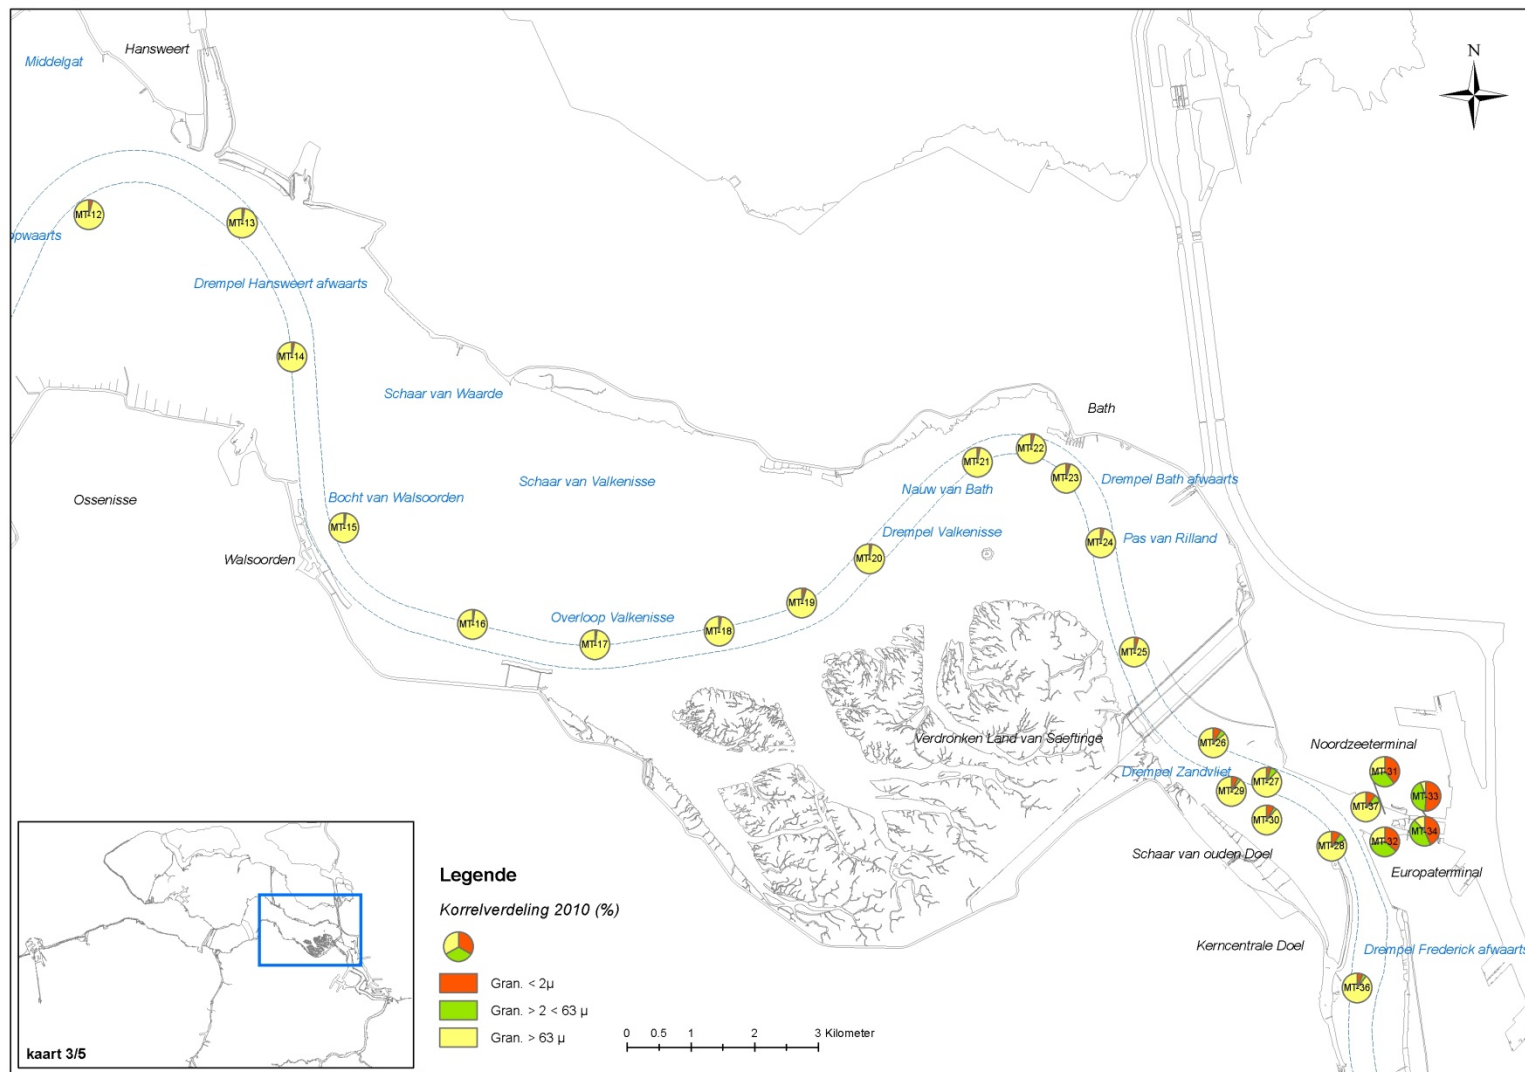 Hansweert
Middelgat
N
MT-12
MT-13
opwaarts
Drempel Hansweert afwaarts
MT-14
Schaar van Waarde
Bath
MT-22
MT-21
MT-23
Drempel Bath afwaarts
Schaar van Valkenisse
Nauw van Bath
Ossenisse
Bocht van Walsoorden
MT-15
Drempel Valkenisse
Pas van Rilland
MT-24
Walsoorden
MT-20
MT-19
Overloop Valkenisse
MT-16
MT-18
MT-17
MT-25
Verdronken Land van Saeftinge
MT-26
Noordzeeterminal
Drempel Zandvliet
MT-31
MT-27
MT-29
MT-33
MT-37
MT-30
MT-34
MT-32
MT-28
Schaar van ouden Doel
Europaterminal
Kerncentrale Doel
Drempel Frederick afwaarts
MT-36
Legende
Korrelverdeling 2010 (%)
Gran. < 2µ
Gran. > 2 < 63 µ
Gran. > 63 µ
0 0.5 1 2 3 Kilometer
kaart 3/5